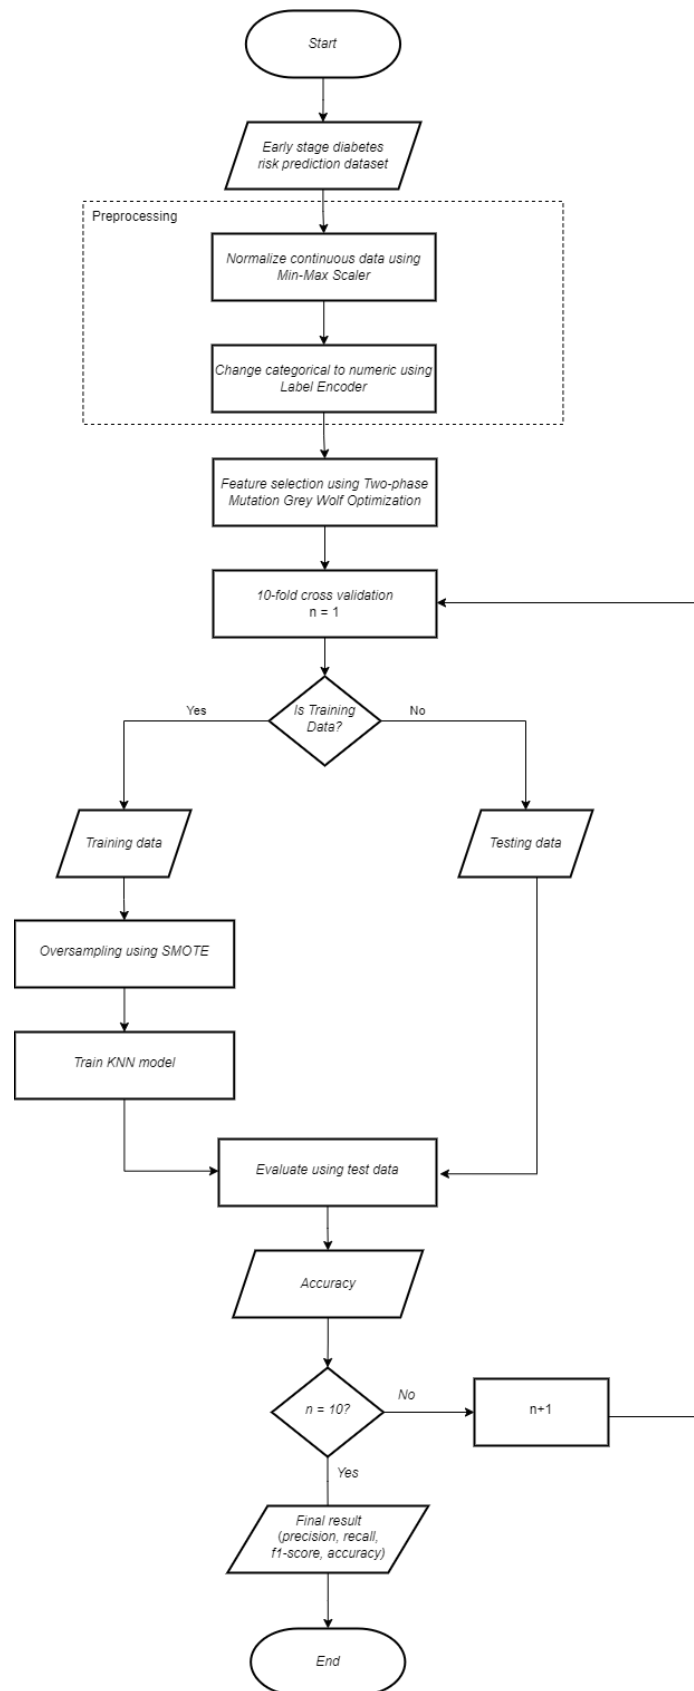 Start
Early stage diabetes
risk prediction dataset
Preprocessing
Normalize continuous data using
Min-Max Scaler
Change categorical to numeric using
Label Encoder
Feature selection using Two-phase
Mutation Grey Wolf Optimization
10-fold cross validation
n = 1
Is Training
Data?
Yes
No
Training data
Testing data
Oversampling using SMOTE
Train KNN model
Evaluate using test data
Accuracy
n = 10?
No
n+1
Yes
Final result
(precision, recall,
f1-score, accuracy)
End